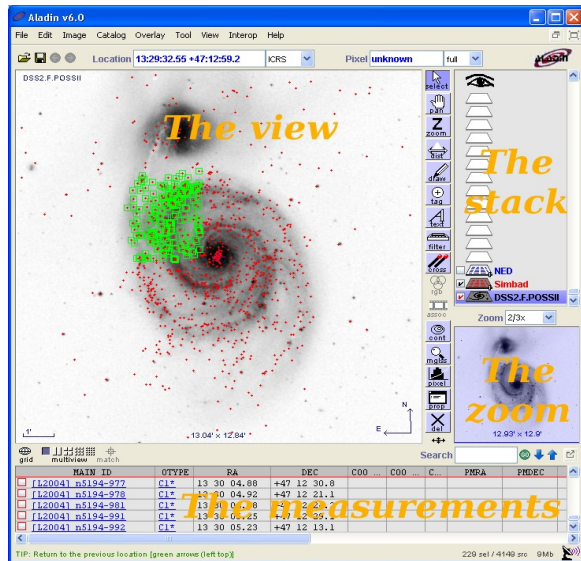 Aladin v6.0
File Edit Image Catalog Overlay Tool View Interop Help
Location 13:29:32.55 +47:12:59.2 ICRS Pixel unknown full Aladin
DSS2.F.POSSII
The view
13.04' x 12.84'
1'
N
E
select
pan
zoom
dist
draw
tag
text
filter
cross
rgb
assoc
cont
mglss
pixel
prop
del
The
stack
NED
Simbad
DSS2.F.POSSII
Zoom 2/3x
The
zoom
12.93' x 12.9'
grid multiview match
Search GO
MAIN ID OTYPE RA DEC COO ... COO ... C... PMRA PMDEC
[L2004] n5194-977 Cl* 13 30 04.88 +47 12 30.8
[L2004] n5194-978 Cl* 13 30 04.92 +47 12 21.1
[L2004] n5194-981 Cl*
[L2004] n5194-991 Cl*
[L2004] n5194-992 Cl* 13 30 05.23 +47 12 13.1
The measurements
TIP: Return to the previous location [green arrows (left top)]
229 sel / 4149 src 9Mb